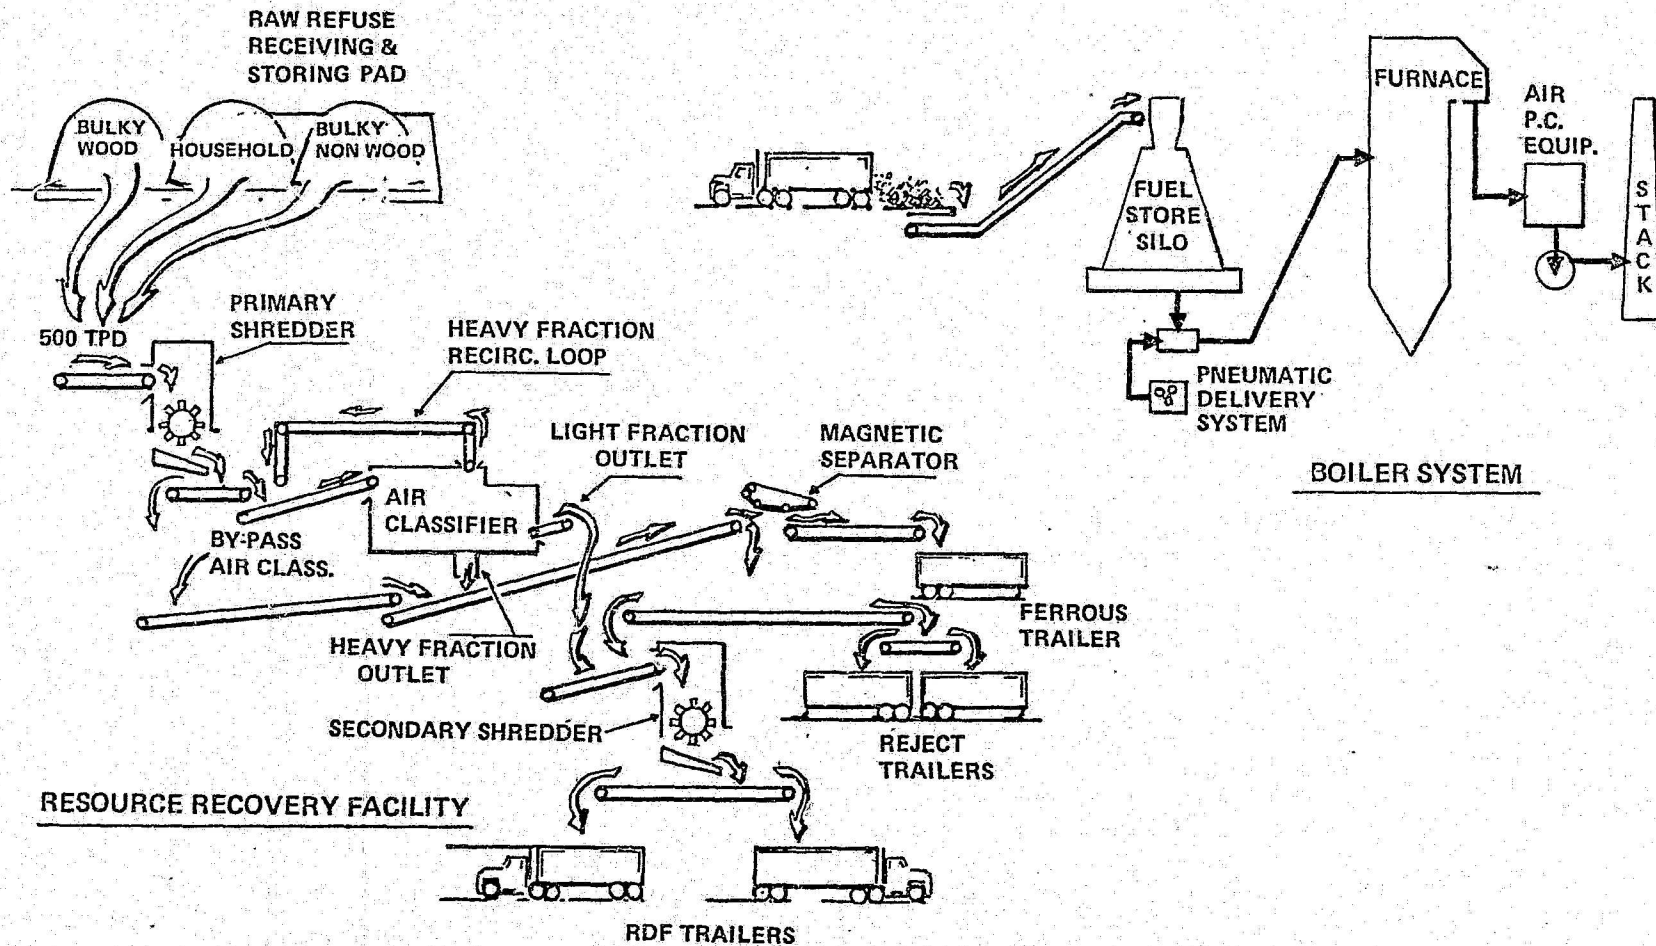 RAW REFUSE
RECEIVING &
STORING PAD
BULKY
WOOD
HOUSEHOLD
BULKY
NON WOOD
500 TPD
PRIMARY
SHREDDER
HEAVY FRACTION
RECIRC. LOOP
LIGHT FRACTION
OUTLET
MAGNETIC
SEPARATOR
AIR
CLASSIFIER
BY-PASS
AIR CLASS.
HEAVY FRACTION
OUTLET
FERROUS
TRAILER
SECONDARY SHREDDER
REJECT
TRAILERS
RESOURCE RECOVERY FACILITY
RDF TRAILERS
FUEL
STORE
SILO
FURNACE
AIR
P.C.
EQUIP.
STACK
PNEUMATIC
DELIVERY
SYSTEM
BOILER SYSTEM